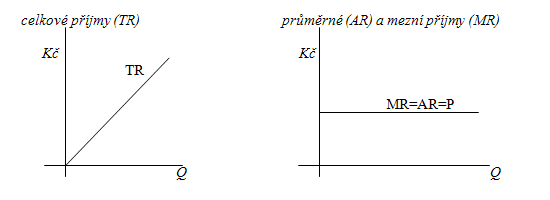 celkové příjmy (TR)
Kč
TR
Q
průměrné (AR) a mezní příjmy (MR)
Kč
MR=AR=P
Q